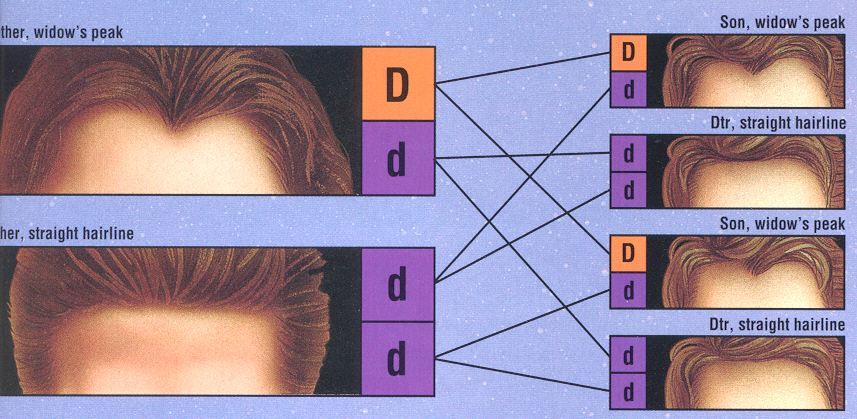 ther, widow's peak
D
d
her, straight hairline
d
d
Son, widow's peak
D
d
Dtr, straight hairline
d
d
Son, widow's peak
D
d
Dtr, straight hairline
d
d